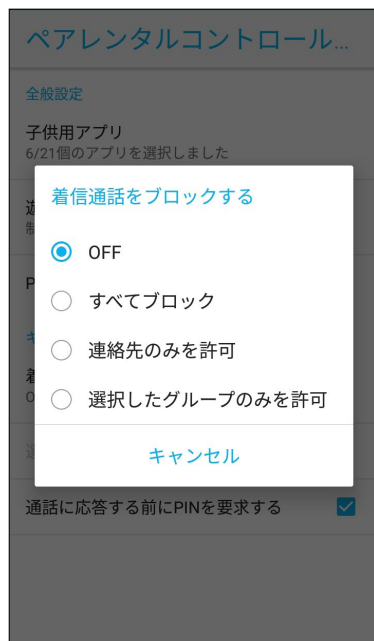 ペアレンタルコントロール...
全般設定
子供用アプリ
6/21個のアプリを選択しました
着信通話をブロックする
OFF
すべてブロック
連絡先のみを許可
選択したグループのみを許可
キャンセル
通話に応答する前にPINを要求する